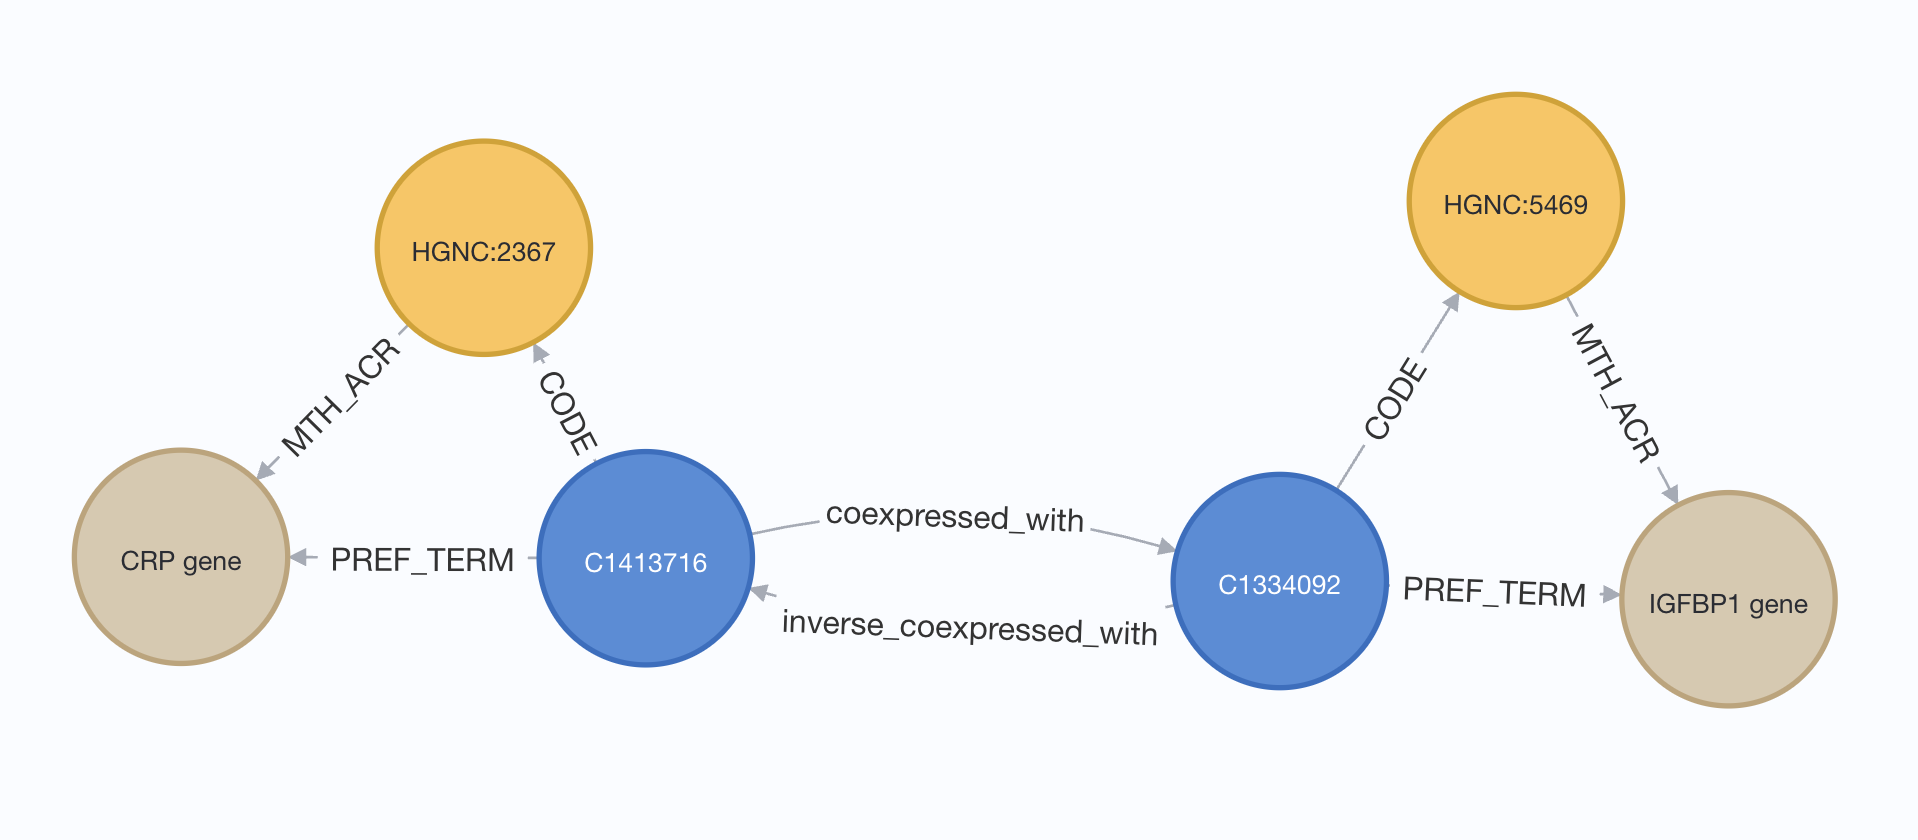 HGNC:5469
HGNC:2367
MTH_ACR
CODE
CODE
MTH_ACR
CRP gene
PREF_TERM
C1413716
coexpressed_with
inverse_coexpressed_with
C1334092
PREF_TERM
IGFBP1 gene